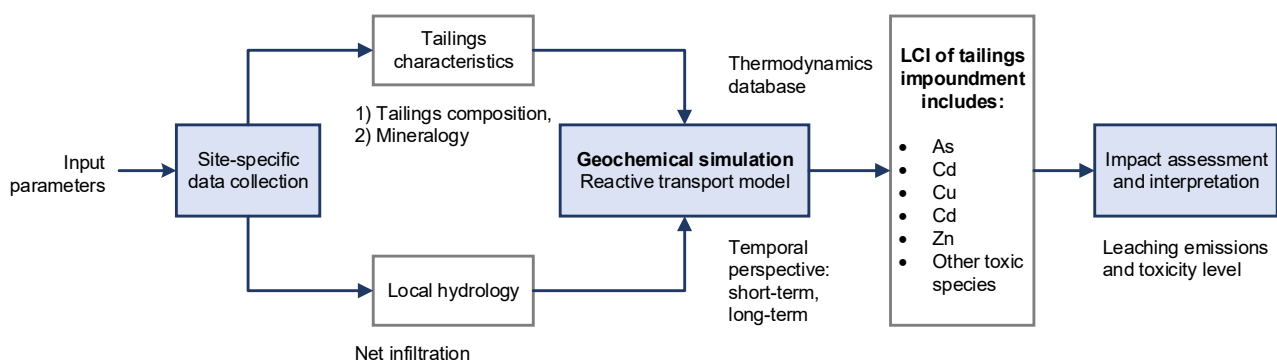 Input
parameters
Site-specific
data collection
Tailings
characteristics
1) Tailings composition,
2) Mineralogy
Local hydrology
Net infiltration
Geochemical simulation
Reactive transport model
Thermodynamics
database
Temporal
perspective:
short-term,
long-term
LCI of tailings
impoundment
includes:
• As
• Cd
• Cu
• Cd
• Zn
• Other toxic
species
Impact assessment
and interpretation
Leaching emissions
and toxicity level